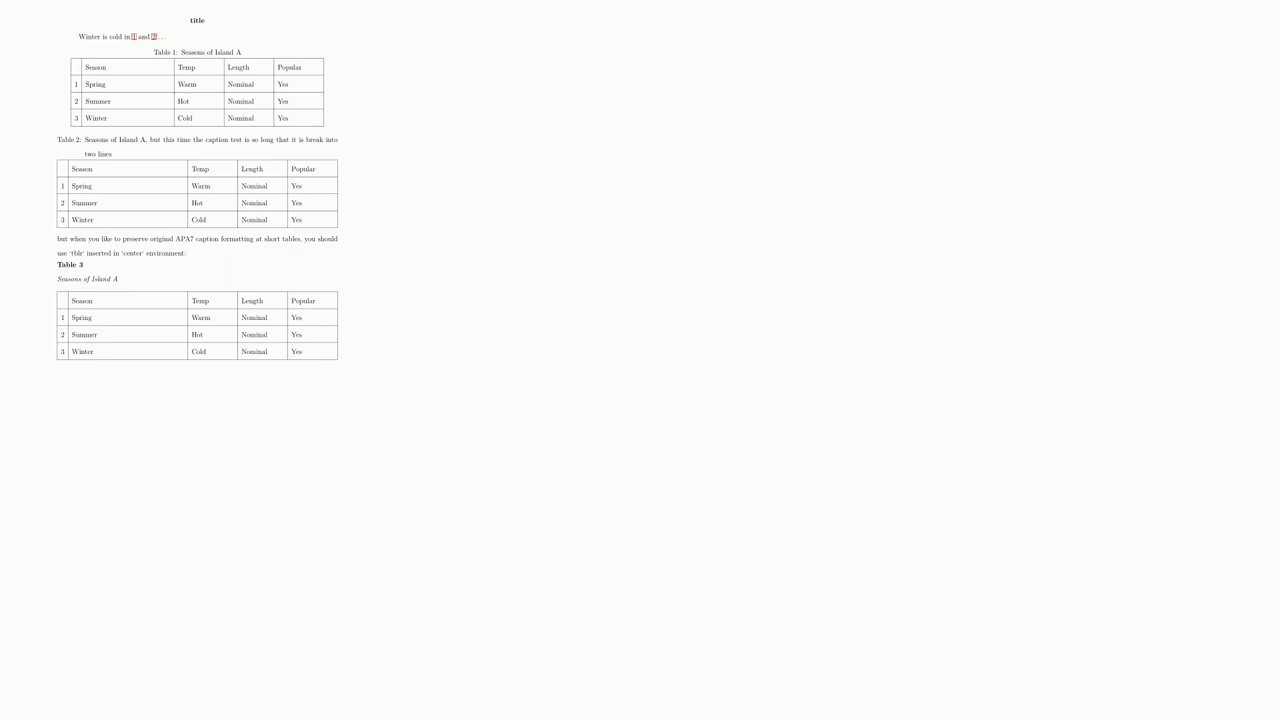 title
Winter is cold in 1 and 2 . . .
Table 1: Seasons of Island A
Season Temp Length Popular
1 Spring Warm Nominal Yes
2 Summer Hot Nominal Yes
3 Winter Cold Nominal Yes
Table 2: Seasons of Island A, but this time the caption test is so long that it is break into
two lines
Season Temp Length Popular
1 Spring Warm Nominal Yes
2 Summer Hot Nominal Yes
3 Winter Cold Nominal Yes
but when you like to preserve original APA7 caption formatting at short tables, you should
use ‘tblr‘ inserted in ‘center‘ environment:
Table 3
Seasons of Island A
Season Temp Length Popular
1 Spring Warm Nominal Yes
2 Summer Hot Nominal Yes
3 Winter Cold Nominal Yes